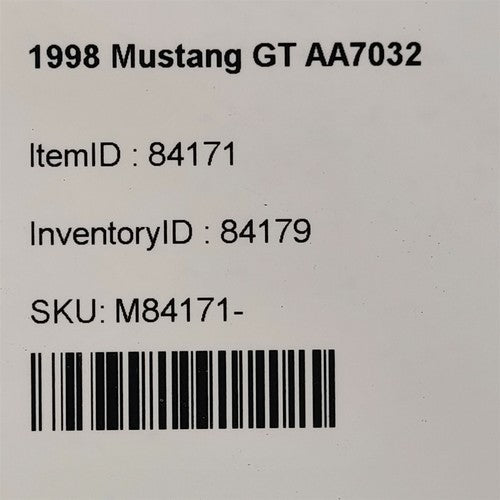 1998 Mustang GT AA7032
ItemID : 84171
InventoryID : 84179
SKU: M84171-